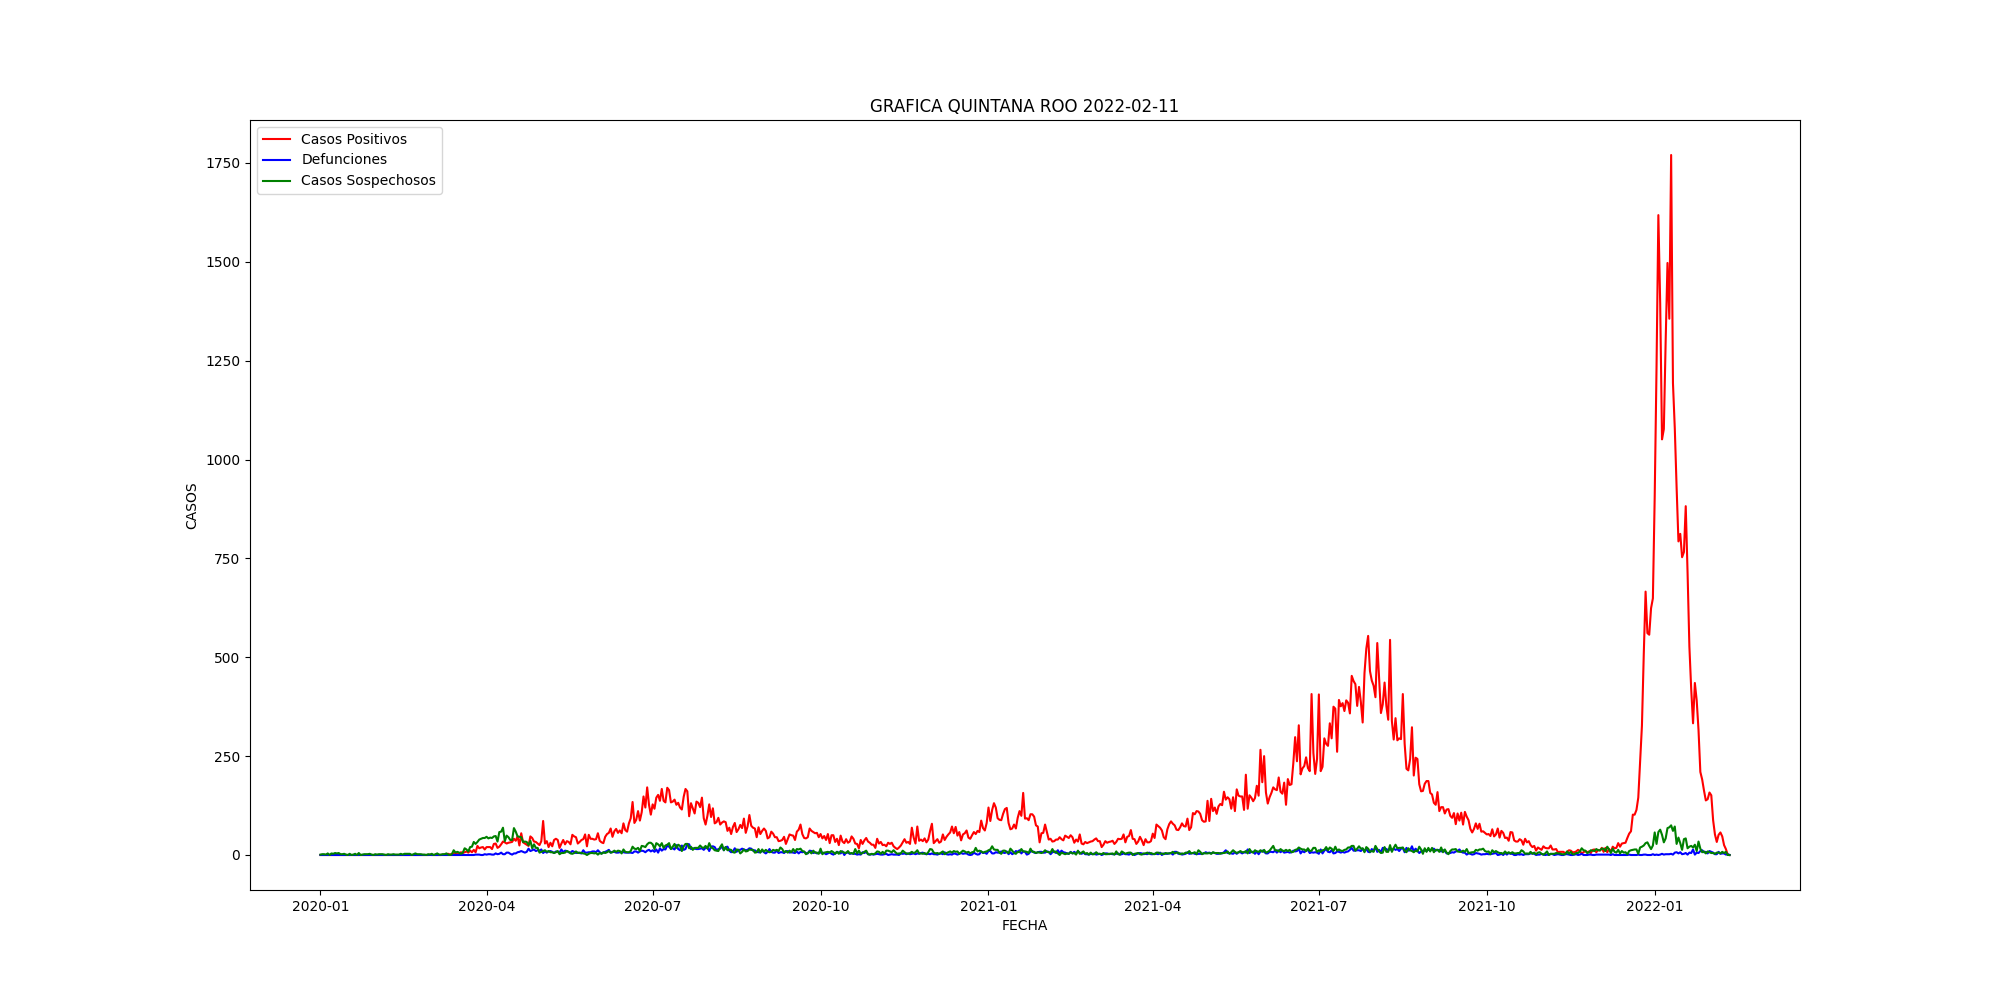 GRAFICA QUINTANA ROO 2022-02-11
Casos Positivos
Defunciones
Casos Sospechosos
1750
1500
1250
1000
750
500
250
0
CASOS
2020-01 2020-04 2020-07 2020-10 2021-01 2021-04 2021-07 2021-10 2022-01
FECHA